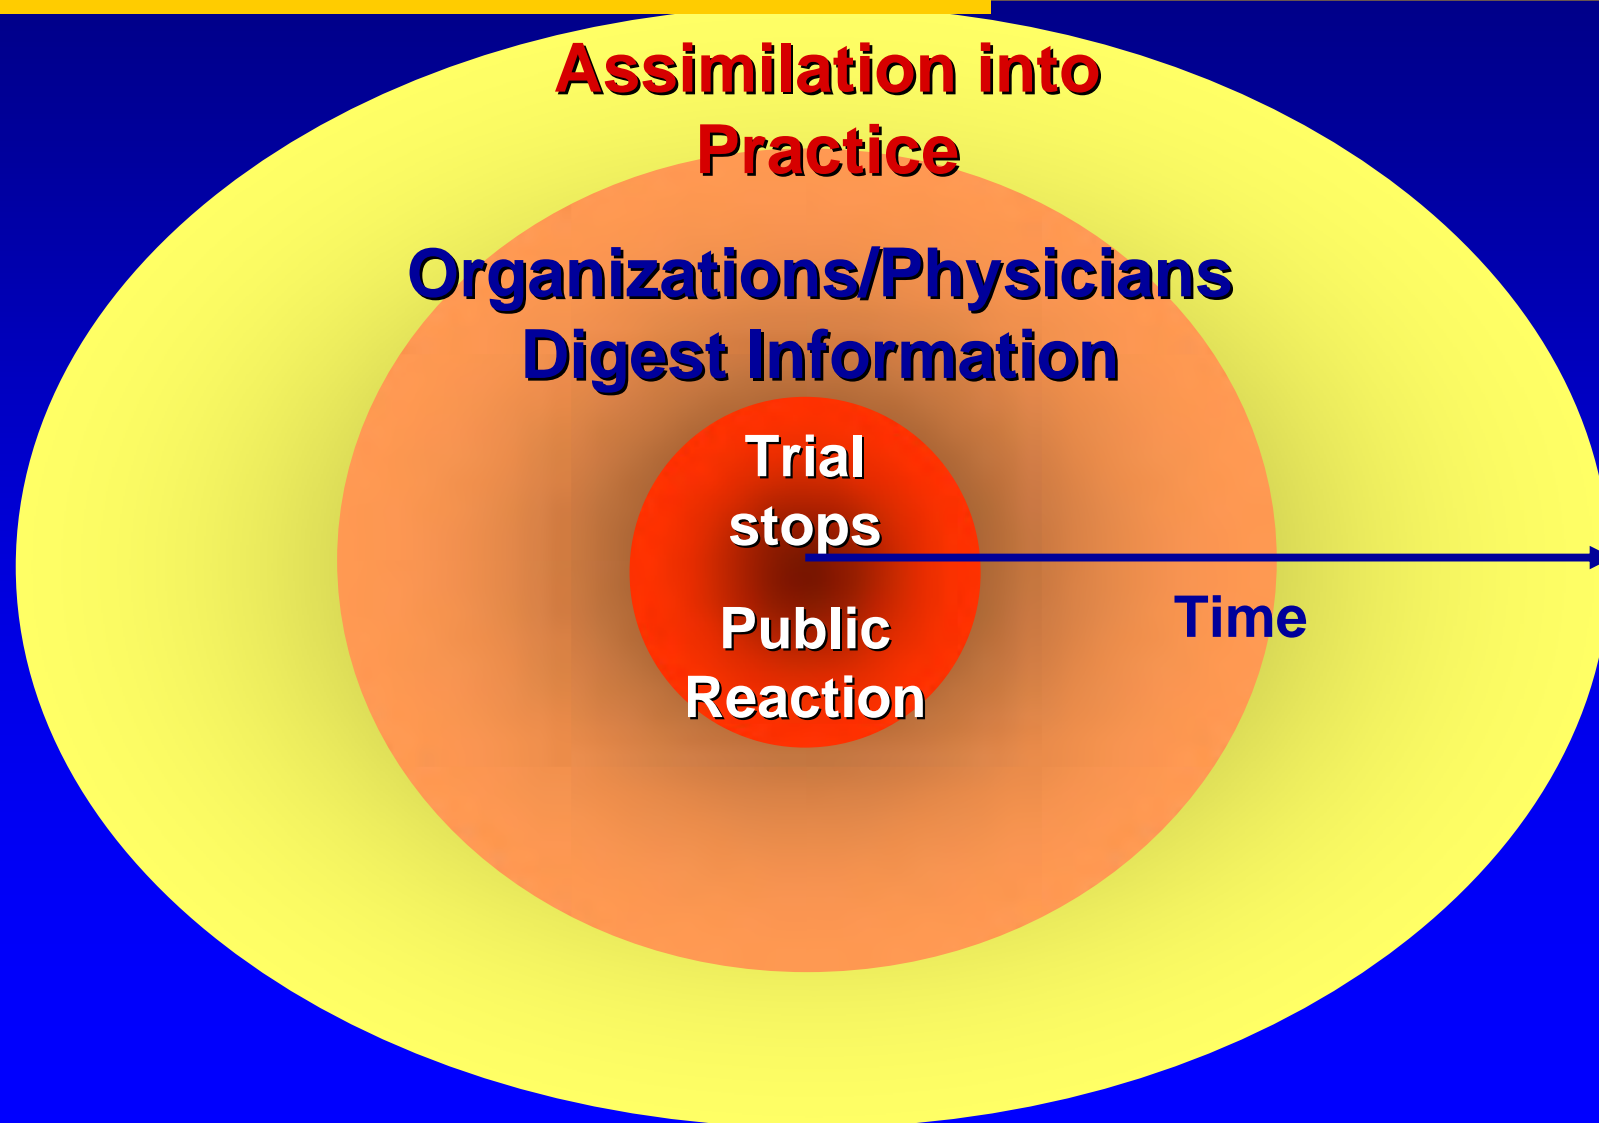 Assimilation into
Practice
Organizations/Physicians
Digest Information
Trial
stops
Public
Reaction
Time